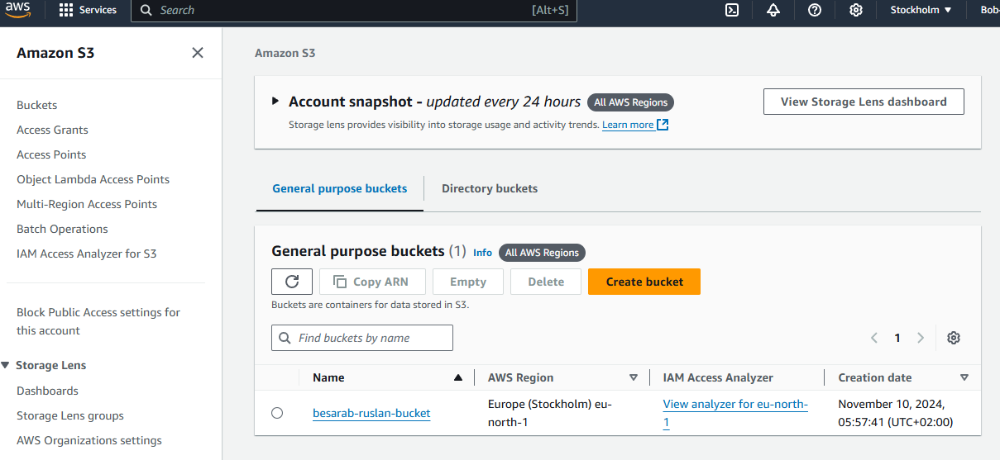 aws
Services
Search
[Alt+S]
Stockholm
Bob-
Amazon S3
Buckets
Access Grants
Access Points
Object Lambda Access Points
Multi-Region Access Points
Batch Operations
IAM Access Analyzer for S3
Block Public Access settings for
this account
Storage Lens
Dashboards
Storage Lens groups
AWS Organizations settings
Amazon S3
Account snapshot - updated every 24 hours All AWS Regions
Storage lens provides visibility into storage usage and activity trends. Learn more
View Storage Lens dashboard
General purpose buckets
Directory buckets
General purpose buckets (1) Info All AWS Regions
Copy ARN
Empty
Delete
Create bucket
Buckets are containers for data stored in S3.
Find buckets by name
1
Name
AWS Region
IAM Access Analyzer
Creation date
besarab-ruslan-bucket
Europe (Stockholm) eu-
north-1
View analyzer for eu-north-
1
November 10, 2024,
05:57:41 (UTC+02:00)